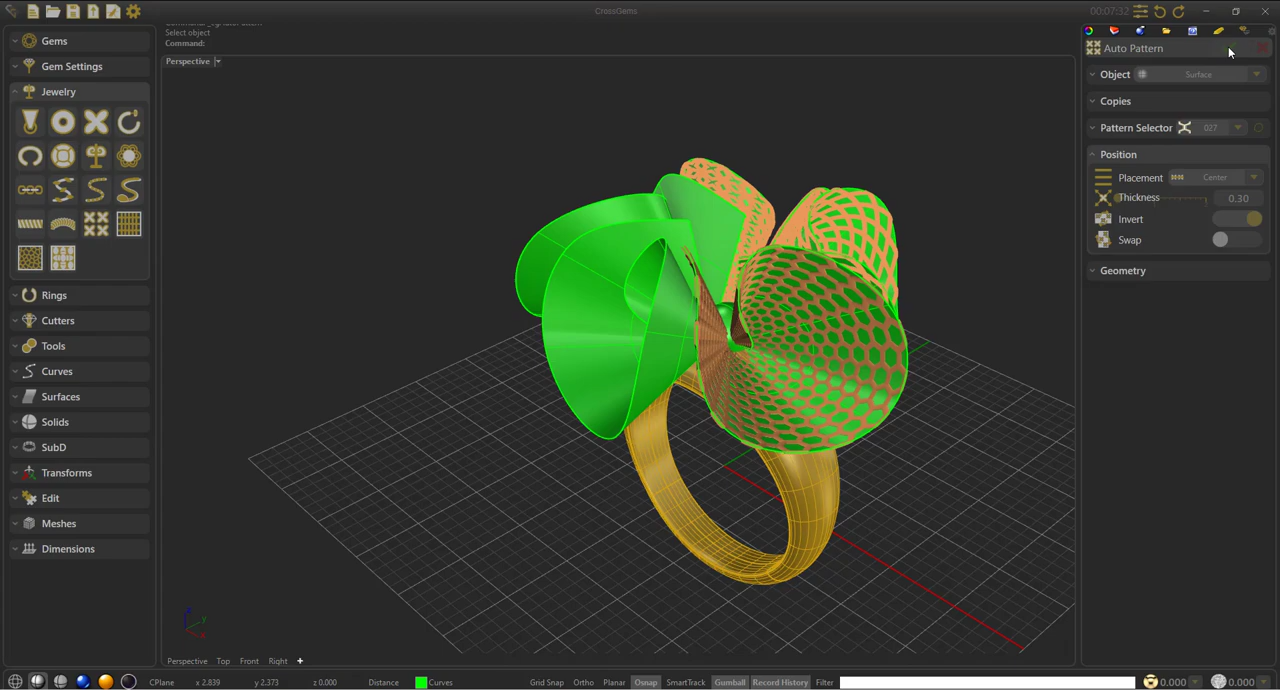 CrossGems
00:07:32
Select object
Command:
Gems
Gem Settings
Jewelry
Rings
Cutters
Tools
Curves
Surfaces
Solids
SubD
Transforms
Edit
Meshes
Dimensions
Perspective
Auto Pattern
Object Surface
Copies
Pattern Selector 027
Position
Placement Center
Thickness 0.30
Invert
Swap
Geometry
z
y
x
Perspective Top Front Right
CPlane x 2.839 y 2.373 z 0.000 Distance Curves Grid Snap Ortho Planar Osnap SmartTrack Gumball Record History Filter 0.000 0.000